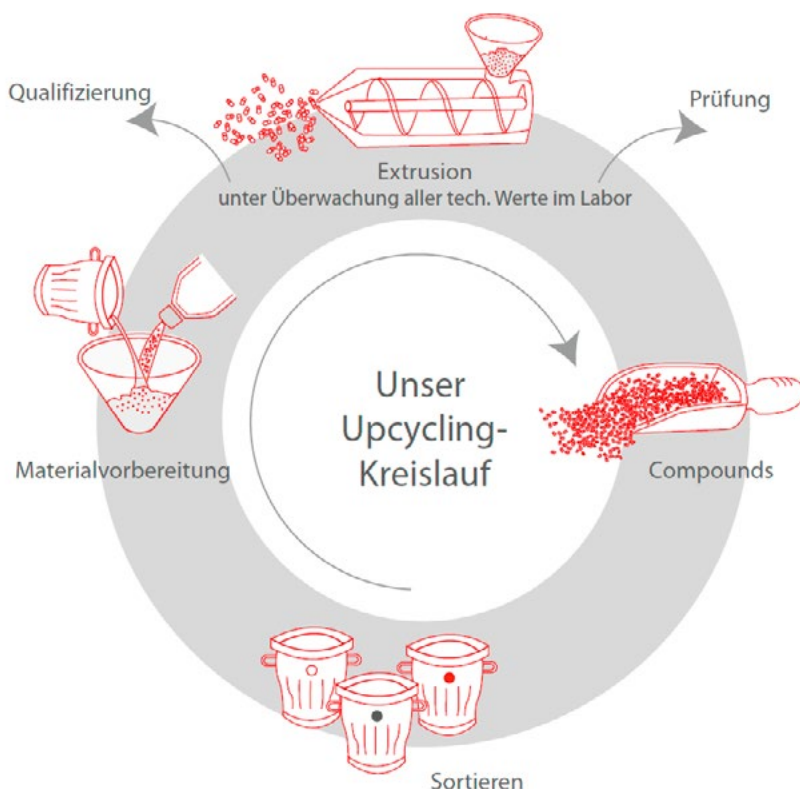 Qualifizierung
Prüfung
Extrusion
unter Überwachung aller tech. Werte im Labor
Unser
Upcycling-
Kreislauf
Materialvorbereitung
Compounds
Sortieren